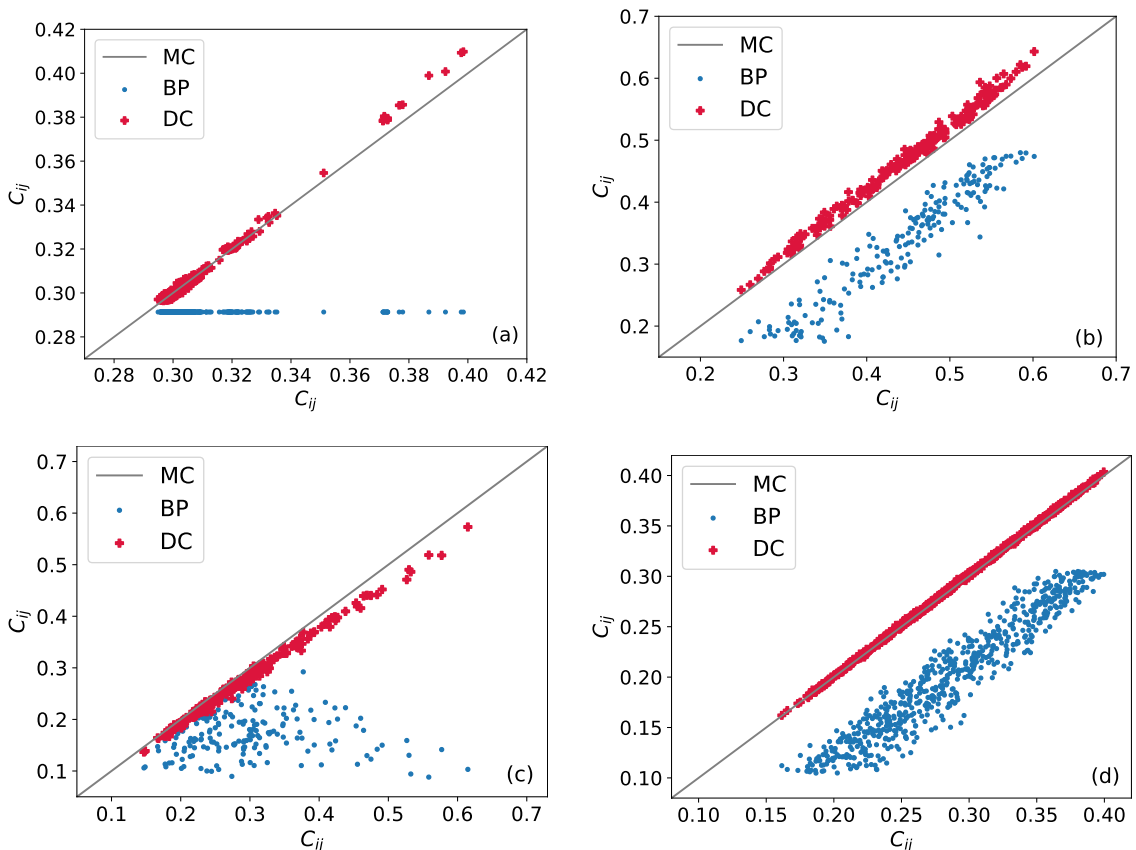 0.42
0.40
0.38
0.36
0.34
0.32
0.30
0.28
C_ij
MC
BP
DC
(a)
0.28 0.30 0.32 0.34 0.36 0.38 0.40 0.42
C_ij
0.7
0.6
0.5
0.4
0.3
0.2
C_ij
MC
BP
DC
(b)
0.2 0.3 0.4 0.5 0.6 0.7
C_ij
0.7
0.6
0.5
0.4
0.3
0.2
0.1
C_ij
MC
BP
DC
(c)
0.1 0.2 0.3 0.4 0.5 0.6 0.7
C_ij
0.40
0.35
0.30
0.25
0.20
0.15
0.10
C_ij
MC
BP
DC
(d)
0.10 0.15 0.20 0.25 0.30 0.35 0.40
C_ij